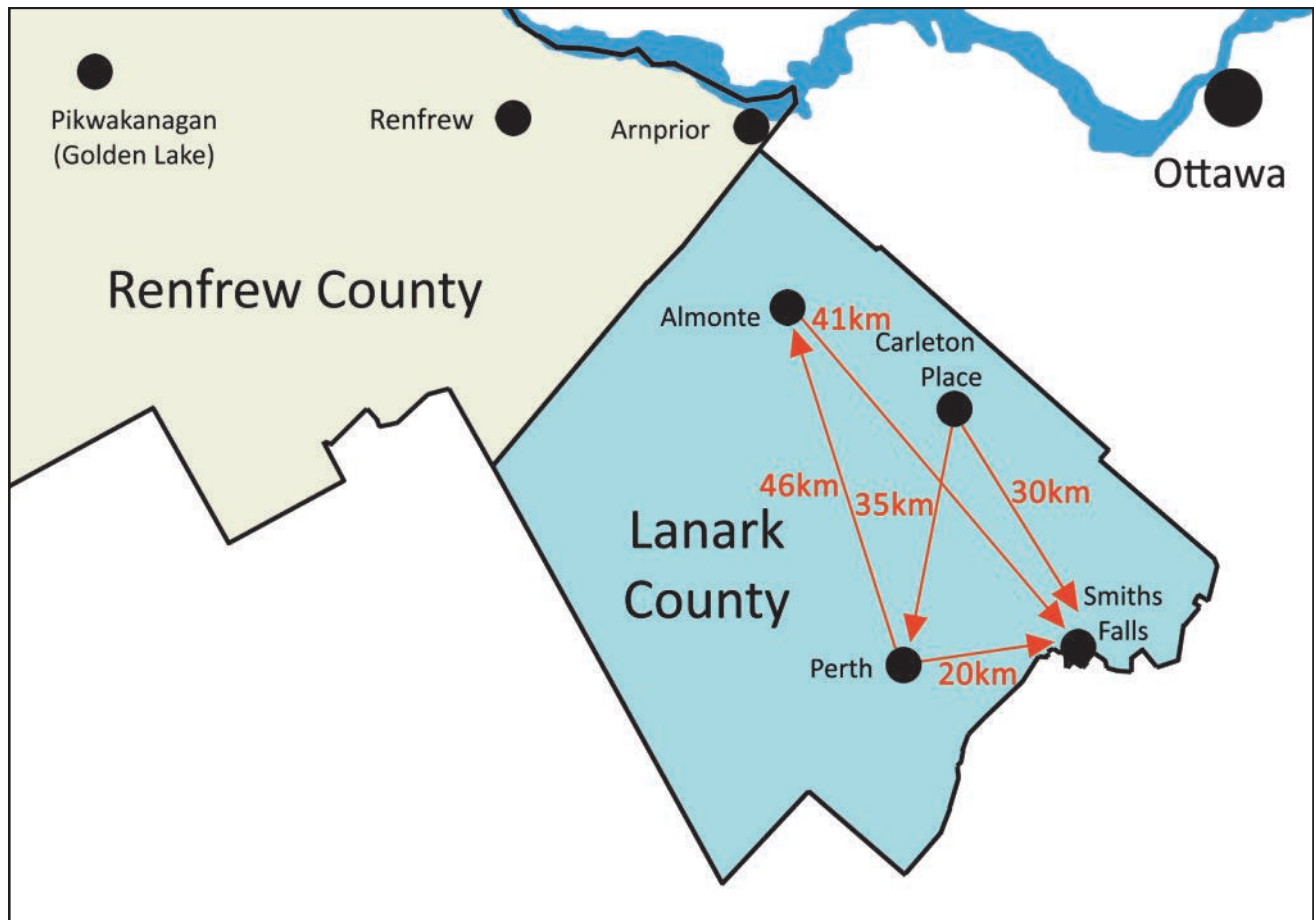 Pikwakanagan
(Golden Lake)
Renfrew
Arnprior
Ottawa
Renfrew County
Almonte
41km
Carleton
Place
46km
35km
30km
Lanark
County
Smiths
Falls
Perth
20km